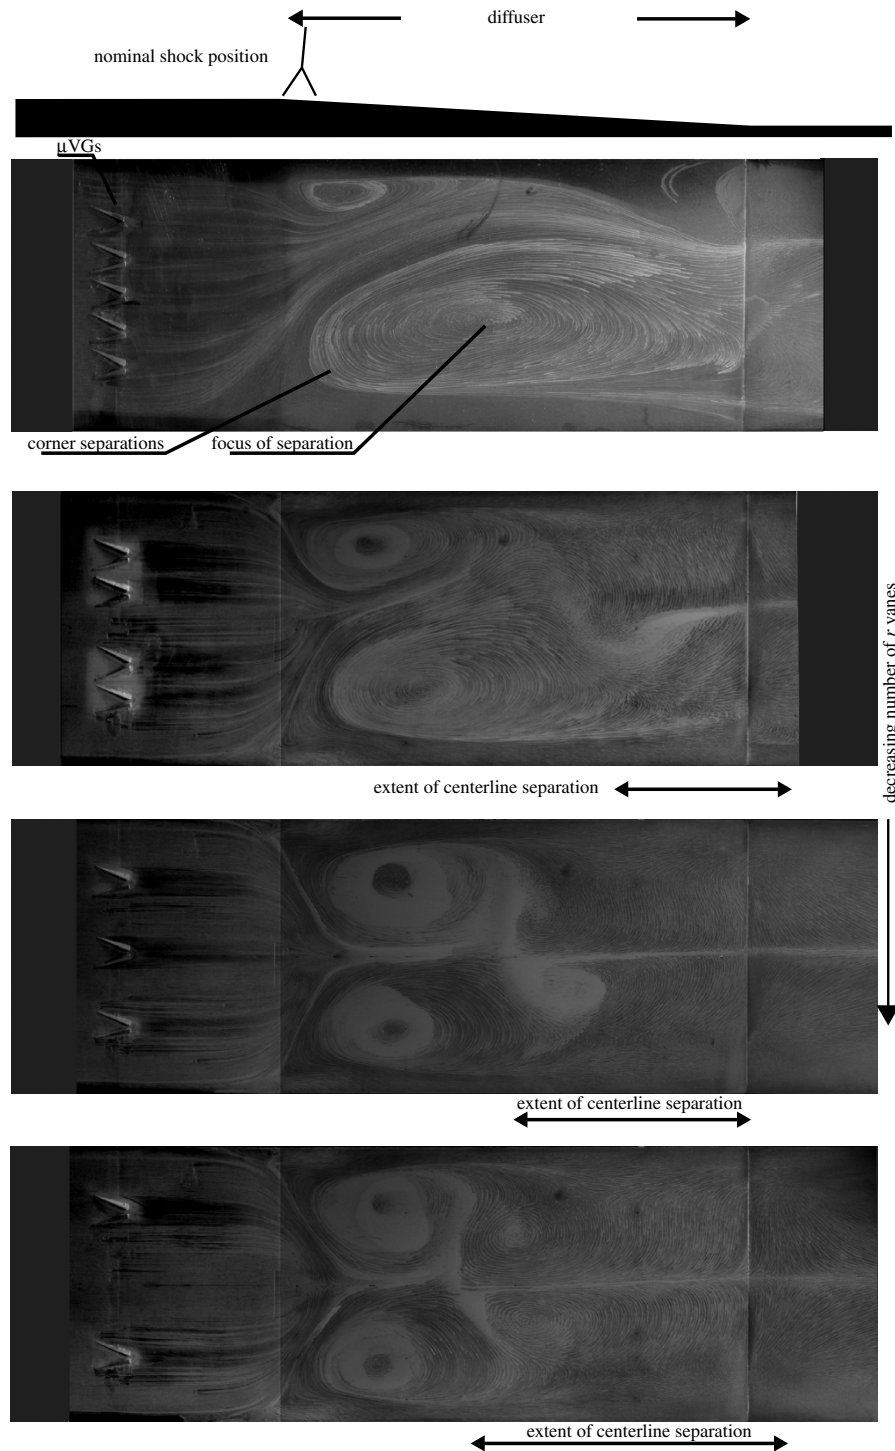 diffuser
nominal shock position
μVGs
corner separations
focus of separation
extent of centerline separation
decreasing number of r vanes
extent of centerline separation
extent of centerline separation